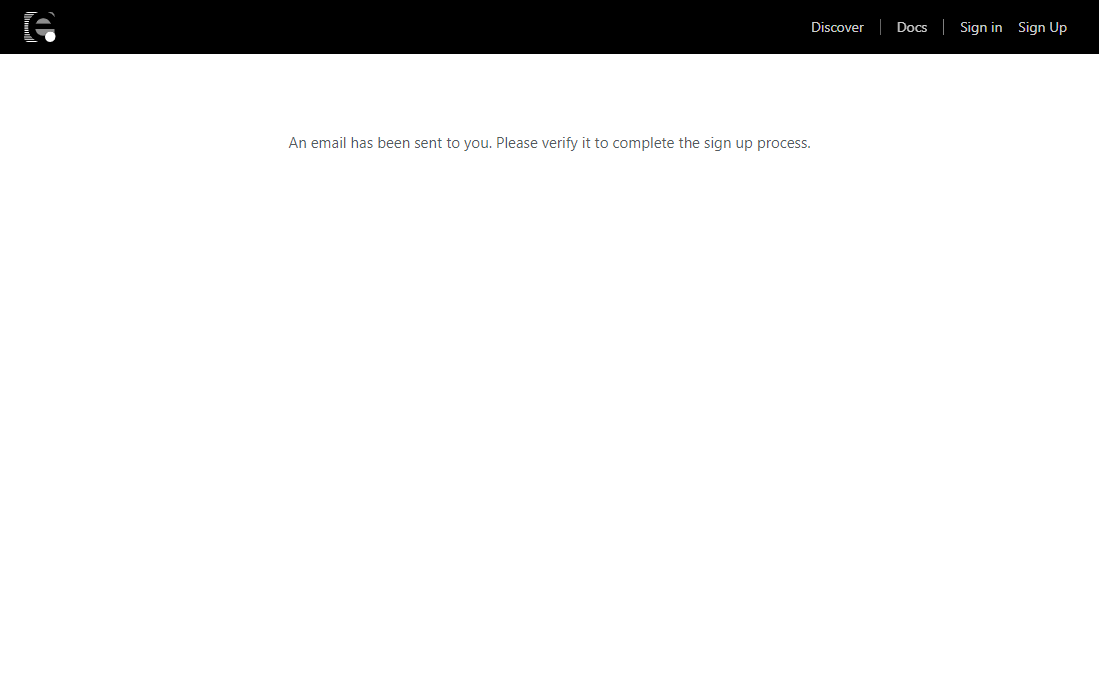 Discover
Docs
Sign in
Sign Up
An email has been sent to you. Please verify it to complete the sign up process.